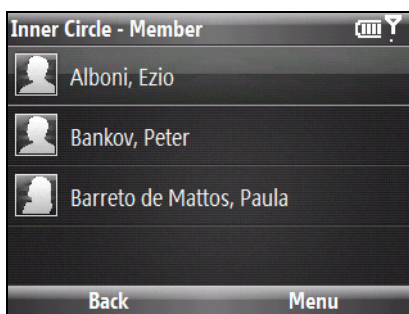 Inner Circle - Member
Alboni, Ezio
Bankov, Peter
Barreto de Mattos, Paula
Back Menu